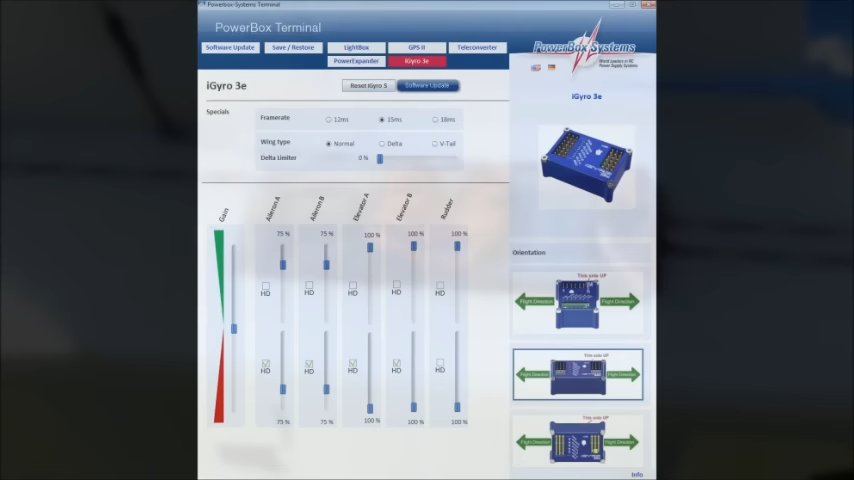 PowerBox-Systems Terminal
PowerBox Terminal
Software Update
Save / Restore
LightBox
GPS II
Teleconverter
PowerExpander
iGyro 3e
PowerBox Systems
World Leaders in RC
Power Supply Systems
iGyro 3e
Reset iGyro S
Software Update
iGyro 3e
Specials
Framerate
12ms
15ms
18ms
Wing type
Normal
Delta
V-Tail
Delta Limiter
0 %
Gain
Aileron A
Aileron B
Elevator A
Elevator B
Rudder
75 %
75 %
100 %
100 %
100 %
HD
HD
HD
HD
HD
HD
HD
HD
HD
HD
75 %
75 %
100 %
100 %
100 %
Orientation
This side UP
Flight Direction
Flight Direction
This side UP
Flight Direction
Flight Direction
This side UP
Flight Direction
Flight Direction
Info